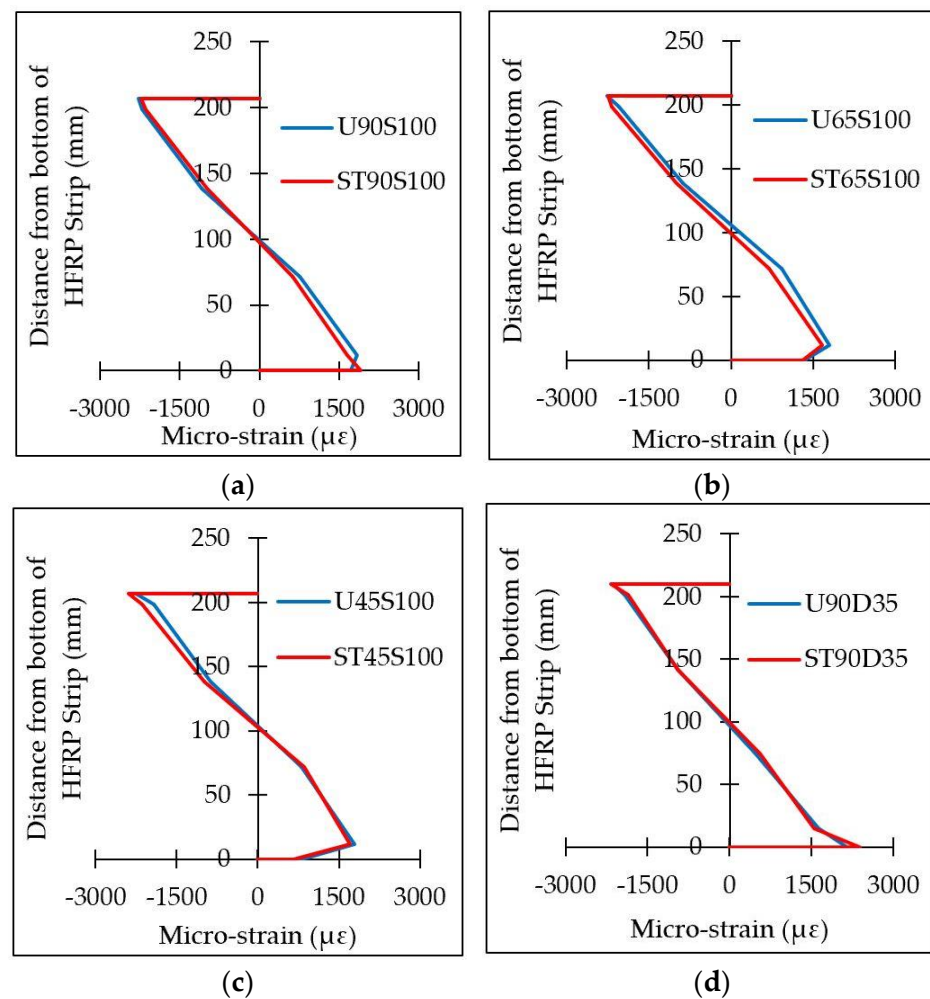 250
200
150
100
50
0
-3000 -1500 0 1500 3000
Distance from bottom of
HFRP Strip (mm)
Micro-strain (µε)
U90S100
ST90S100
(a)
250
200
150
100
50
0
-3000 -1500 0 1500 3000
Distance from bottom of
HFRP Strip (mm)
Micro-strain (µε)
U65S100
ST65S100
(b)
250
200
150
100
50
0
-3000 -1500 0 1500 3000
Distance from bottom of
HFRP Strip (mm)
Micro-strain (µε)
U45S100
ST45S100
(c)
250
200
150
100
50
0
-3000 -1500 0 1500 3000
Distance from bottom of
HFRP Strip (mm)
Micro-strain (µε)
U90D35
ST90D35
(d)